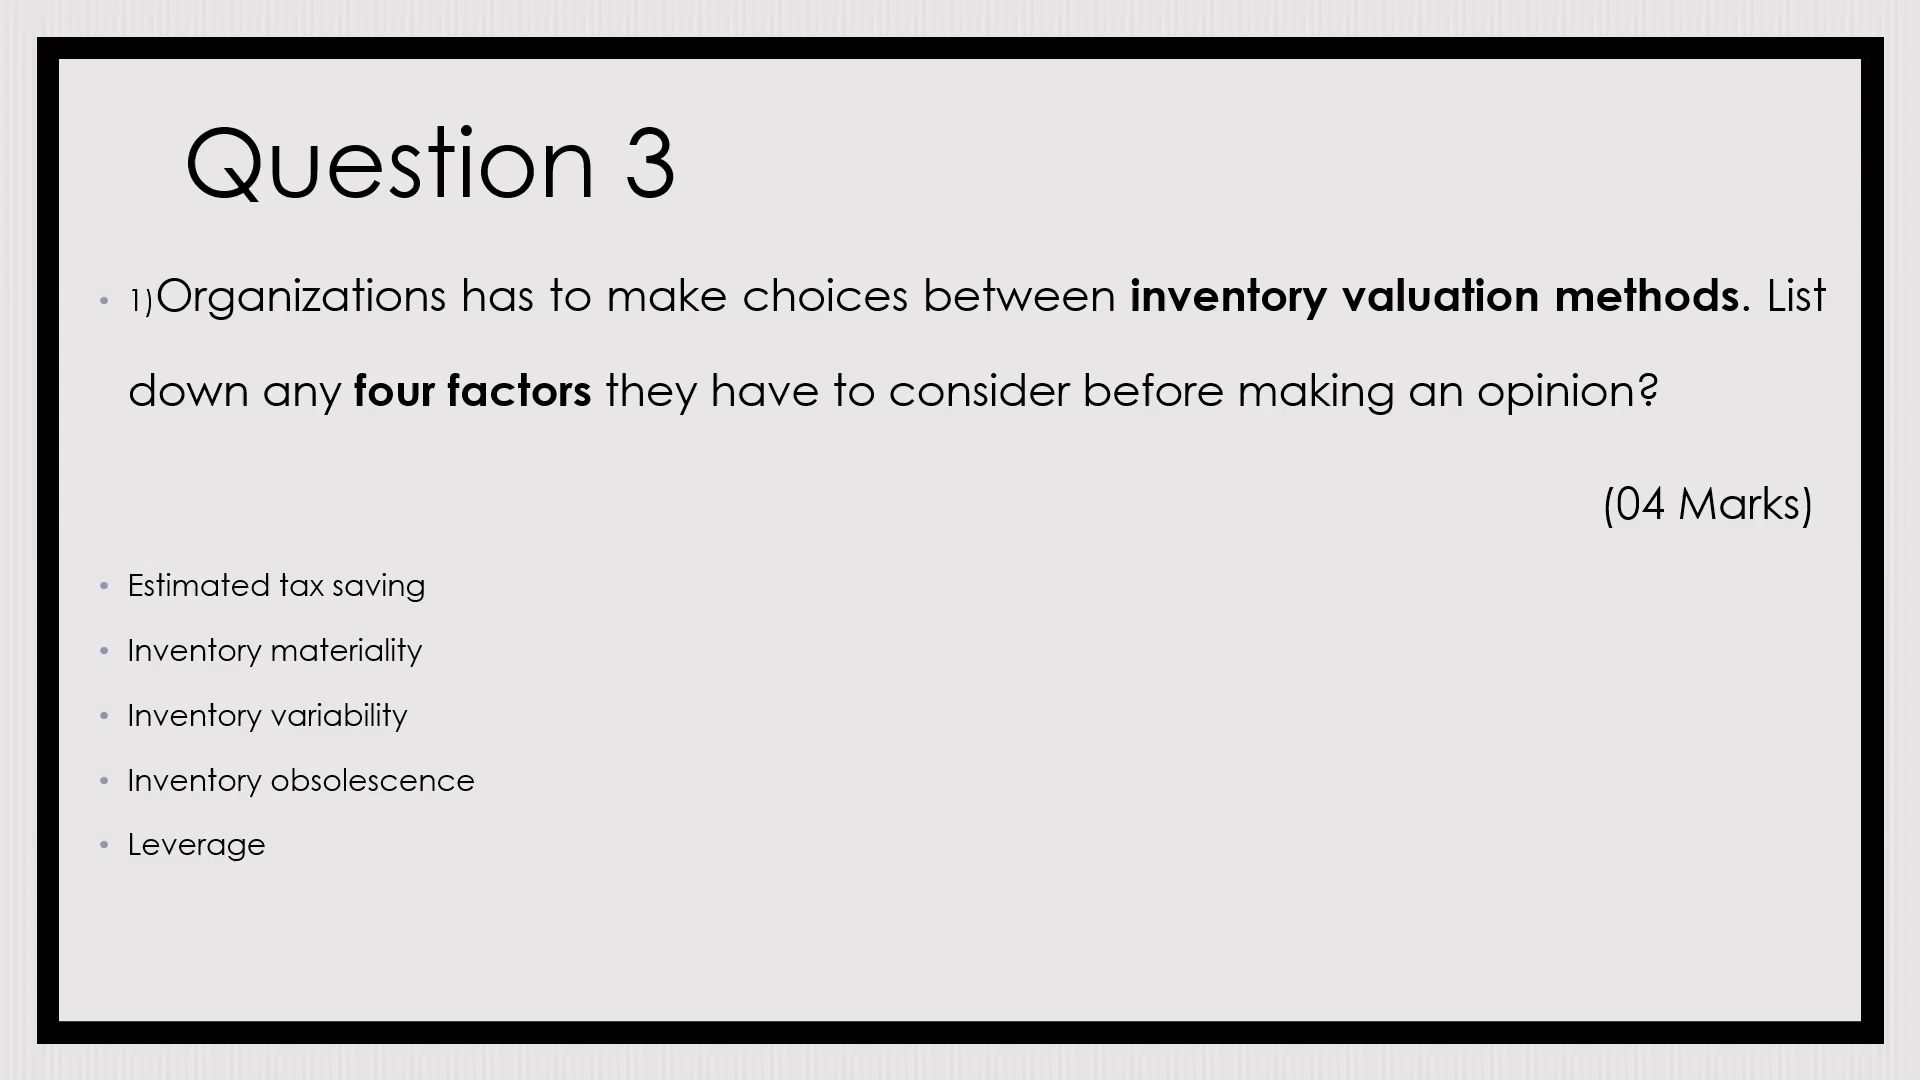 Question 3
• 1)Organizations has to make choices between inventory valuation methods. List
down any four factors they have to consider before making an opinion?
(04 Marks)
• Estimated tax saving
• Inventory materiality
• Inventory variability
• Inventory obsolescence
• Leverage